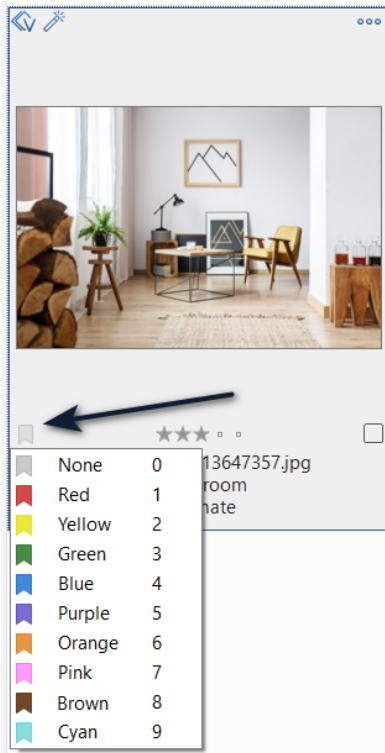 13647357.jpg
None 0
room
Red 1
nate
Yellow 2
Green 3
Blue 4
Purple 5
Orange 6
Pink 7
Brown 8
Cyan 9